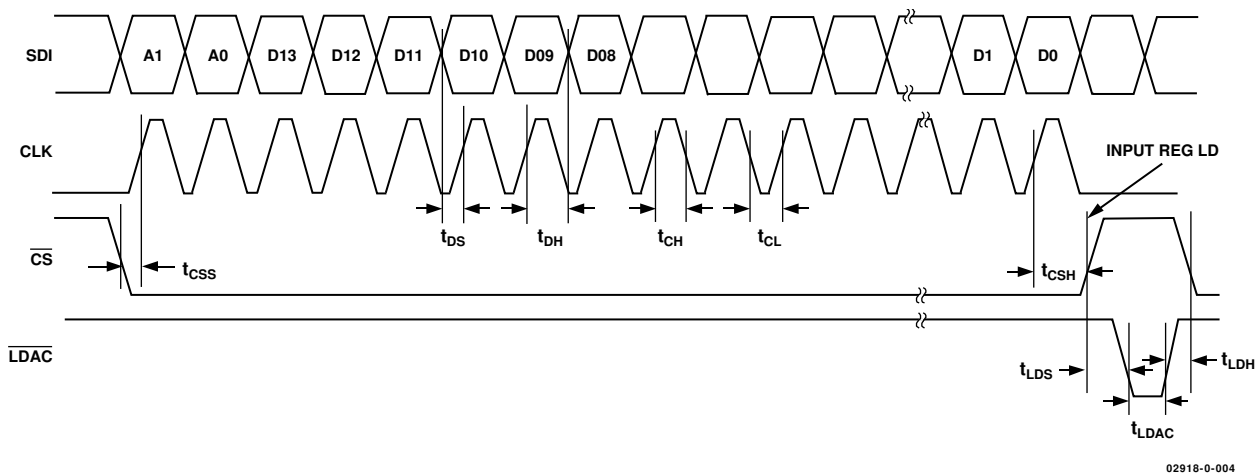 SDI A1 A0 D13 D12 D11 D10 D09 D08 D1 D0
CLK
INPUT REG LD
tDS tDH tCH tCL
CS
tCSS
tCSH
LDAC
tLDS
tLDH
tLDAC
02918-0-004